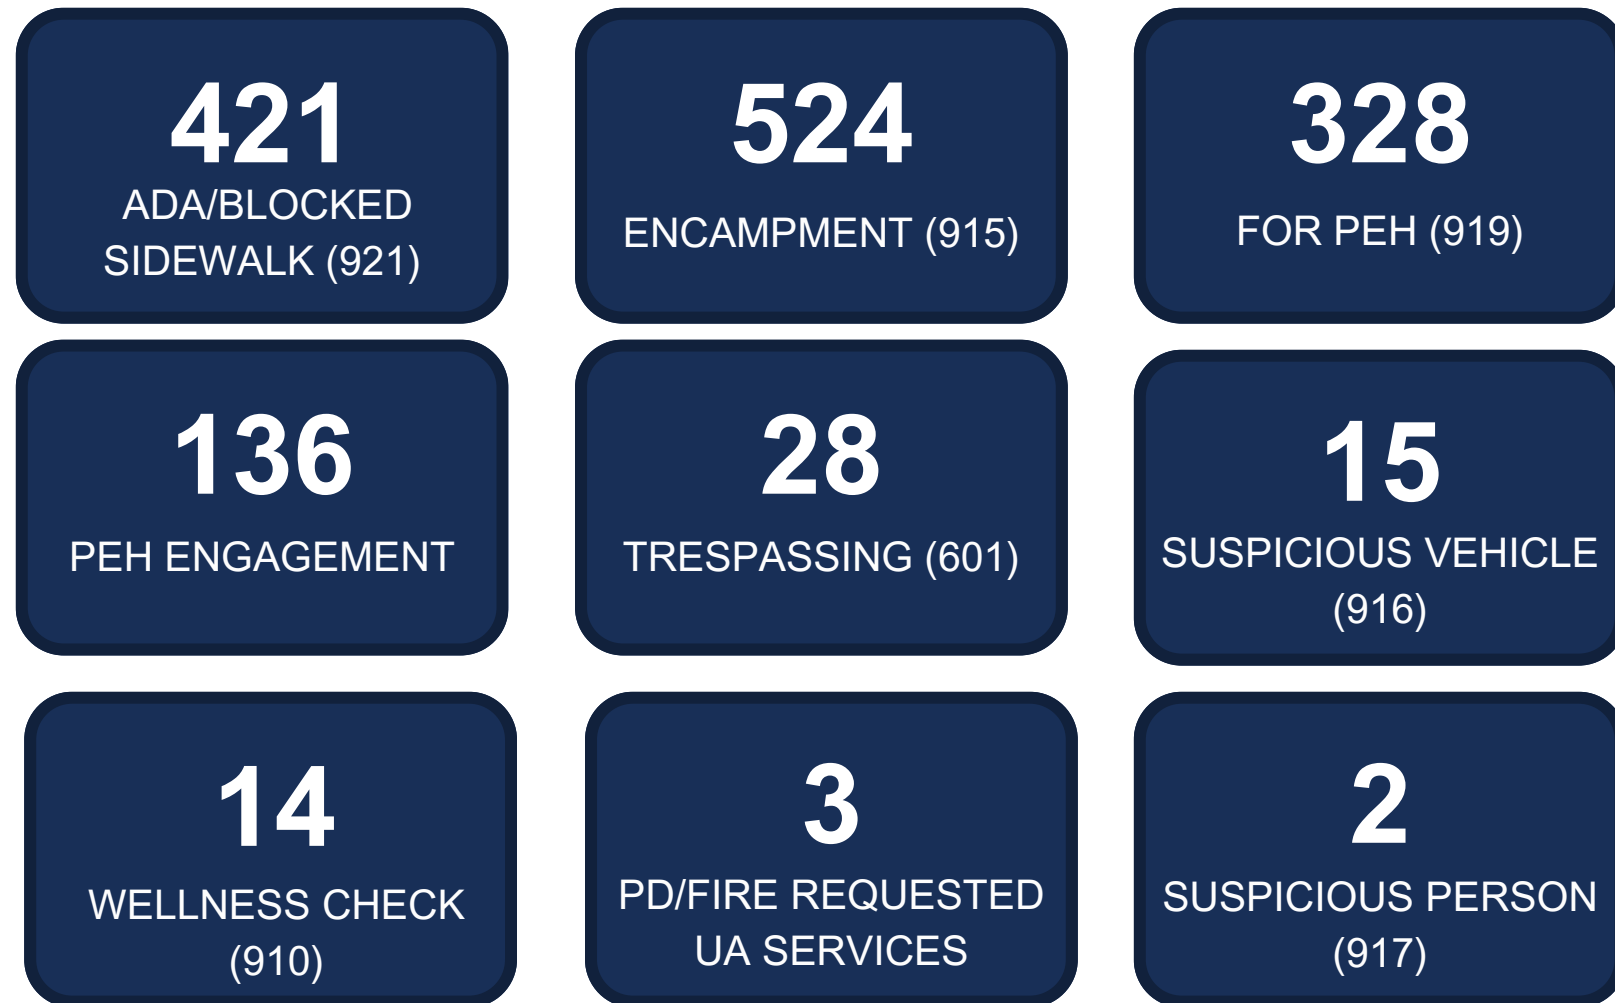 421
ADA/BLOCKED
SIDEWALK (921)
524
ENCAMPMENT (915)
328
FOR PEH (919)
136
PEH ENGAGEMENT
28
TRESPASSING (601)
15
SUSPICIOUS VEHICLE
(916)
14
WELLNESS CHECK
(910)
3
PD/FIRE REQUESTED
UA SERVICES
2
SUSPICIOUS PERSON
(917)